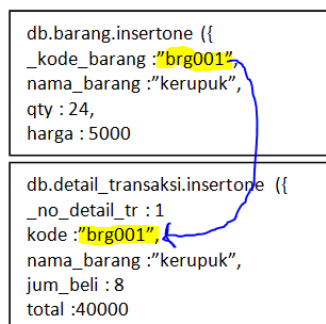 db.barang.insertone ({
_kode_barang :”brg001”,
nama_barang :”kerupuk”,
qty : 24,
harga : 5000
db.detail_transaksi.insertone ({
_no_detail_tr : 1
kode :”brg001”,
nama_barang :”kerupuk”,
jum_beli : 8
total :40000